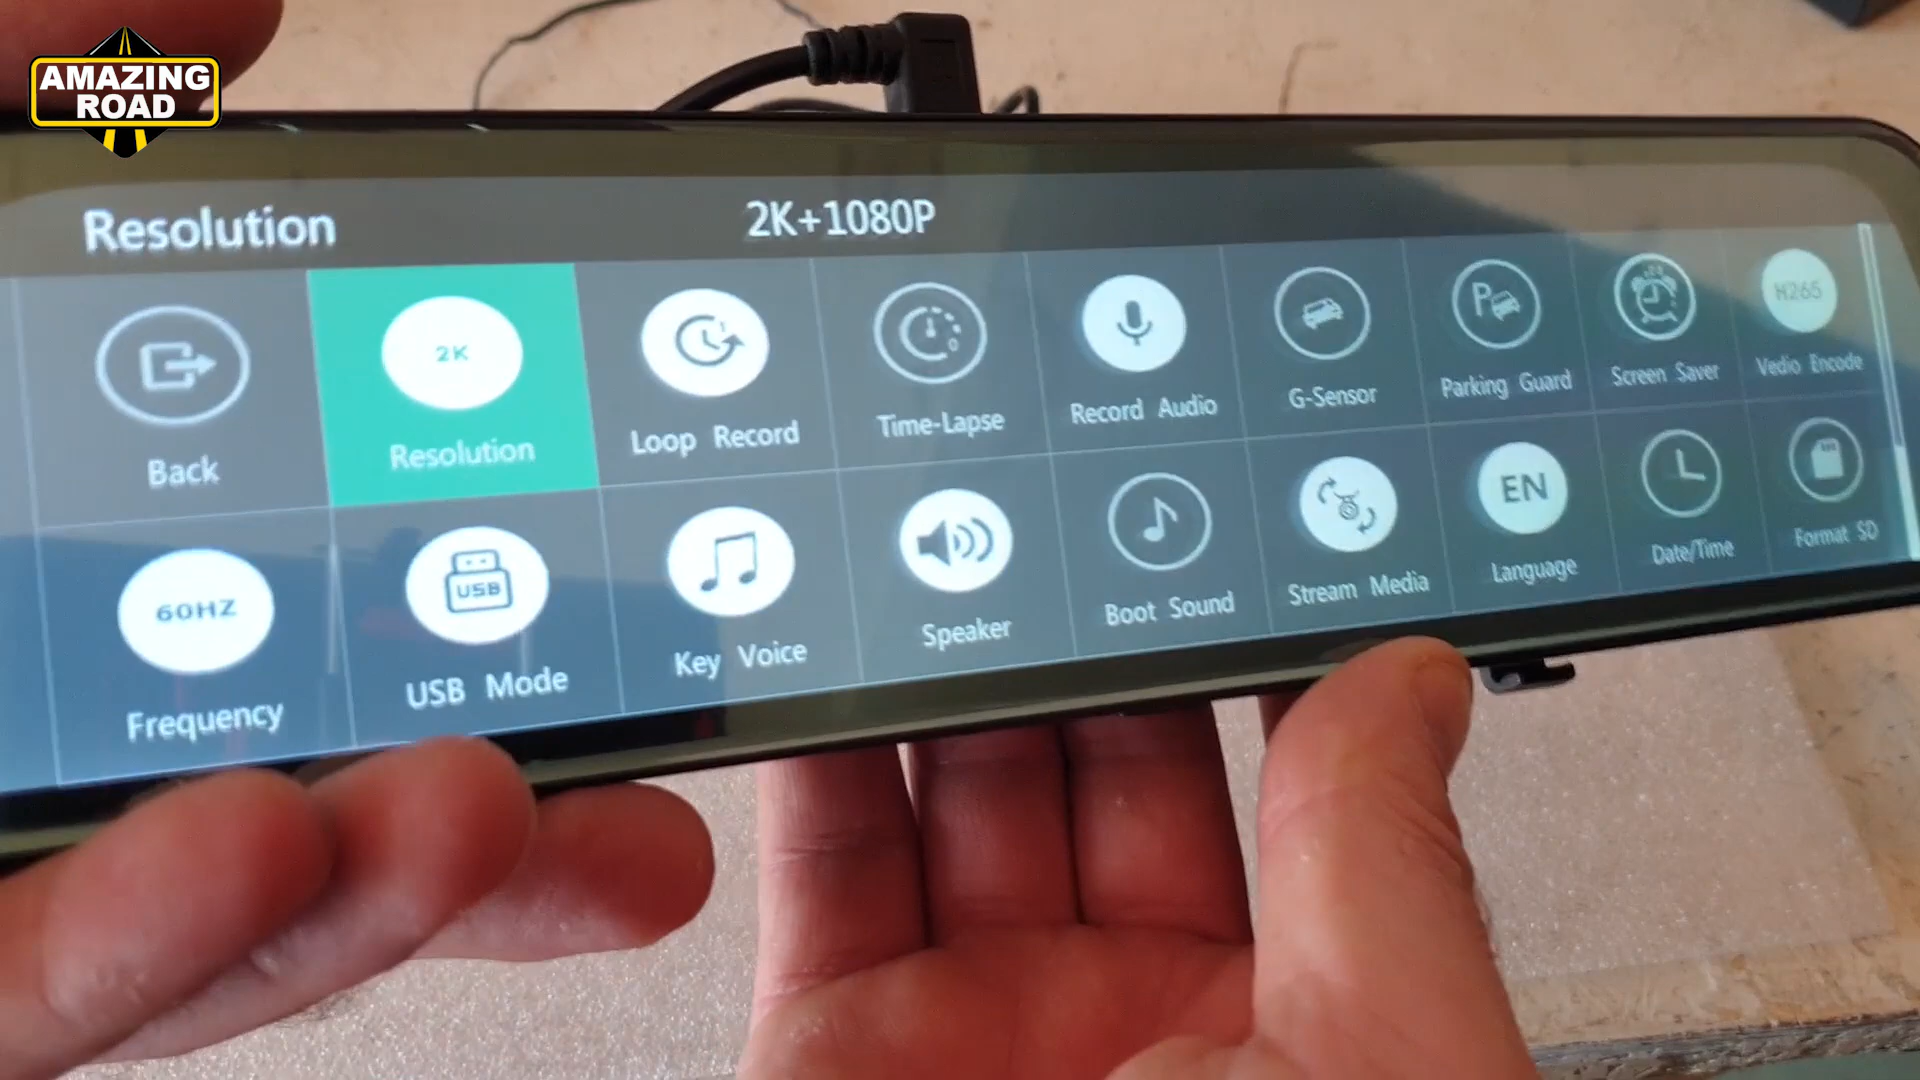 AMAZING
ROAD
Resolution 2K+1080P
2K H265
Back Resolution Loop Record Time-Lapse Record Audio G-Sensor Parking Guard Screen Saver Vedio Encode
60HZ USB EN
Frequency USB Mode Key Voice Speaker Boot Sound Stream Media Language Date/Time Format SD